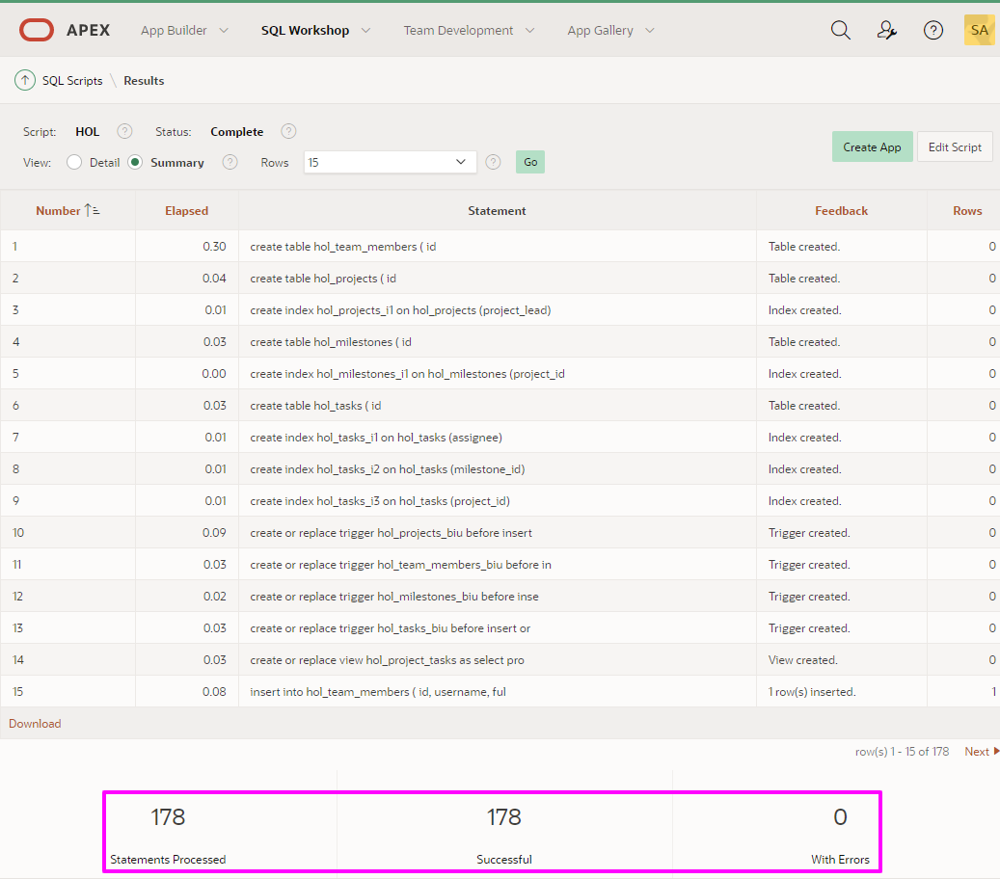 APEX App Builder SQL Workshop Team Development App Gallery SA
SQL Scripts \ Results
Script: HOL ? Status: Complete ?
View: Detail Summary ? Rows 15 ? Go Create App Edit Script
Number Elapsed Statement Feedback Rows
1 0.30 create table hol_team_members ( id Table created. 0
2 0.04 create table hol_projects ( id Table created. 0
3 0.01 create index hol_projects_i1 on hol_projects (project_lead) Index created. 0
4 0.03 create table hol_milestones ( id Table created. 0
5 0.00 create index hol_milestones_i1 on hol_milestones (project_id Index created. 0
6 0.03 create table hol_tasks ( id Table created. 0
7 0.01 create index hol_tasks_i1 on hol_tasks (assignee) Index created. 0
8 0.01 create index hol_tasks_i2 on hol_tasks (milestone_id) Index created. 0
9 0.01 create index hol_tasks_i3 on hol_tasks (project_id) Index created. 0
10 0.09 create or replace trigger hol_projects_biu before insert Trigger created. 0
11 0.03 create or replace trigger hol_team_members_biu before in Trigger created. 0
12 0.02 create or replace trigger hol_milestones_biu before inse Trigger created. 0
13 0.03 create or replace trigger hol_tasks_biu before insert or Trigger created. 0
14 0.03 create or replace view hol_project_tasks as select pro View created. 0
15 0.08 insert into hol_team_members ( id, username, ful 1 row(s) inserted. 1
Download
row(s) 1 - 15 of 178 Next
178 178 0
Statements Processed Successful With Errors